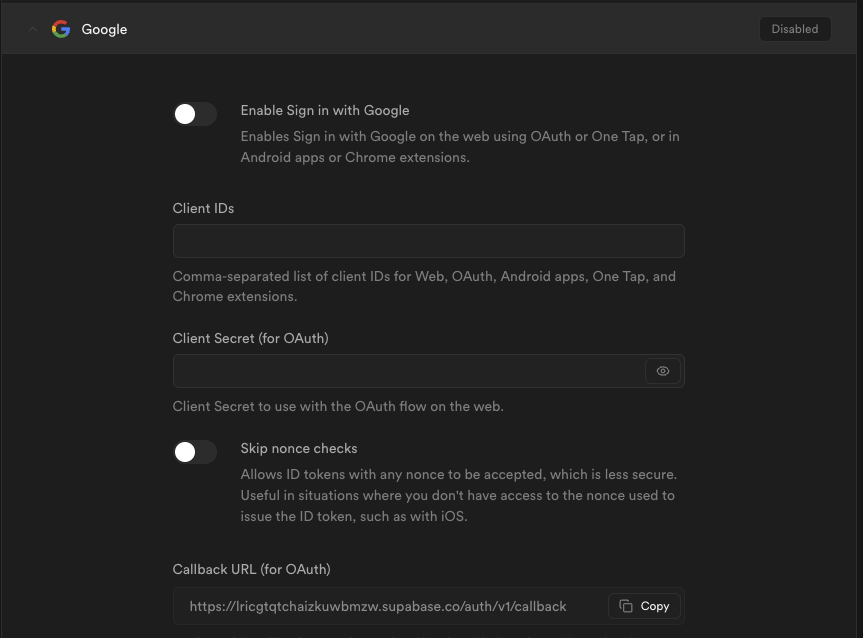 Google
Disabled
Enable Sign in with Google
Enables Sign in with Google on the web using OAuth or One Tap, or in
Android apps or Chrome extensions.
Client IDs
Comma-separated list of client IDs for Web, OAuth, Android apps, One Tap, and
Chrome extensions.
Client Secret (for OAuth)
Client Secret to use with the OAuth flow on the web.
Skip nonce checks
Allows ID tokens with any nonce to be accepted, which is less secure.
Useful in situations where you don't have access to the nonce used to
issue the ID token, such as with iOS.
Callback URL (for OAuth)
https://lricgtqtchaizkuwbmzw.supabase.co/auth/v1/callback
Copy